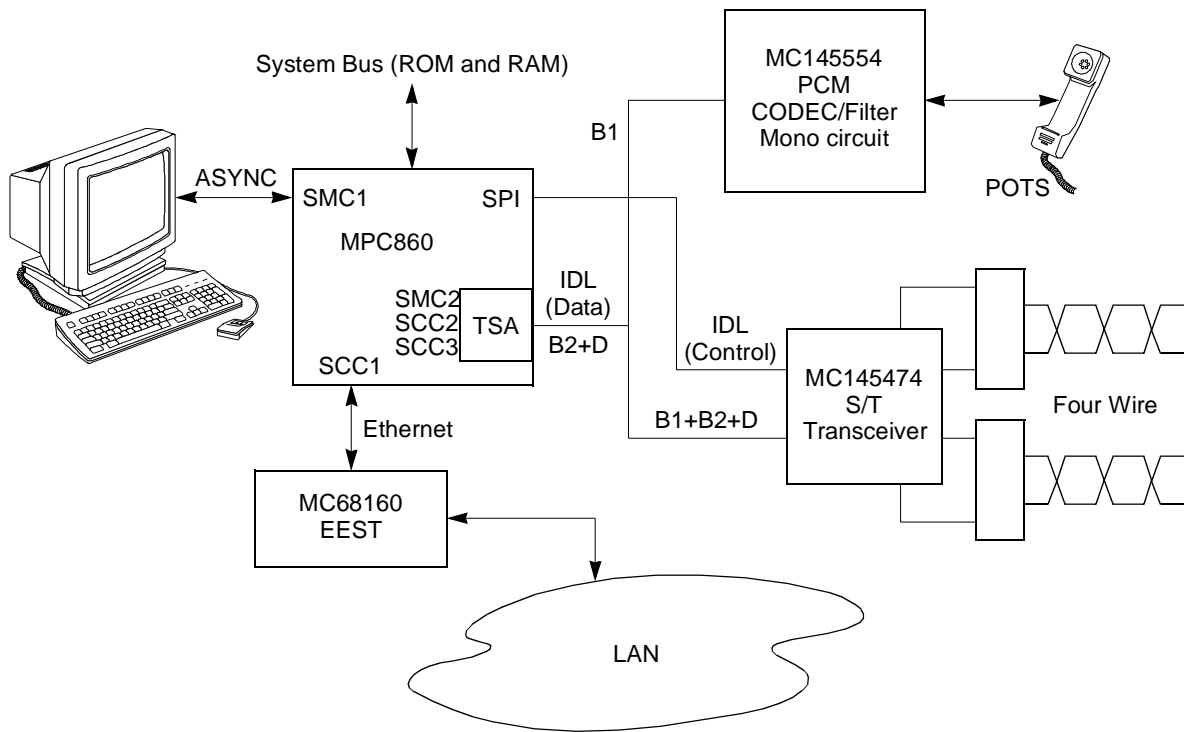 System Bus (ROM and RAM)
MC145554
PCM
CODEC/Filter
Mono circuit
B1
POTS
ASYNC
SMC1
SPI
MPC860
SMC2
SCC2
SCC3
TSA
SCC1
IDL
(Data)
B2+D
IDL
(Control)
B1+B2+D
MC145474
S/T
Transceiver
Four Wire
Ethernet
MC68160
EEST
LAN